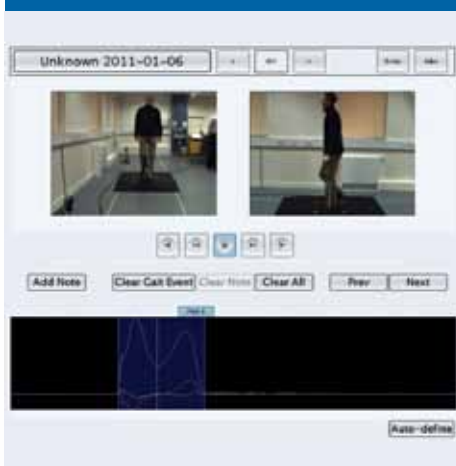 Unknown 2011-01-06
Add Note Clear Gait Event Clear Note Clear All Prev Next
Auto-define